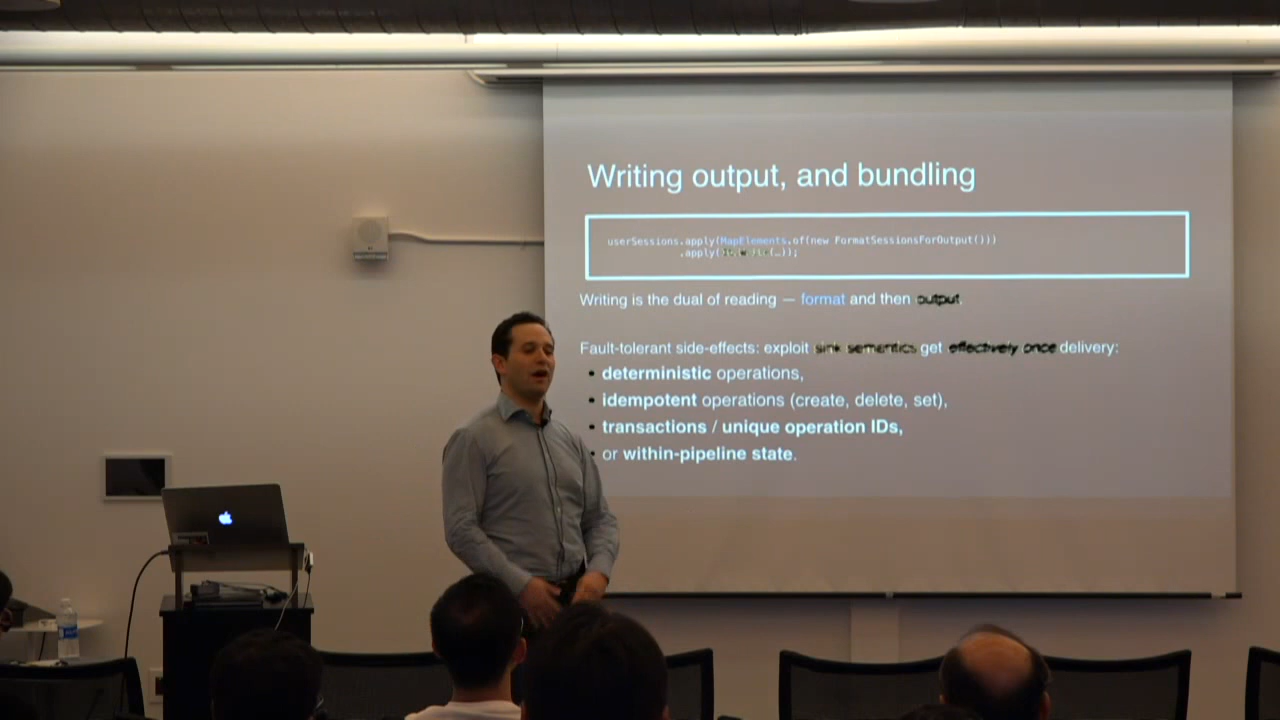 Writing output, and bundling
userSessions.apply(MapElements.of(new FormatSessionsForOutput()))
.apply(
(…));
Writing is the dual of reading — format and then output.
Fault-tolerant side-effects: exploit sink semantics get effectively once delivery:
• deterministic operations,
• idempotent operations (create, delete, set),
• transactions / unique operation IDs,
• or within-pipeline state.